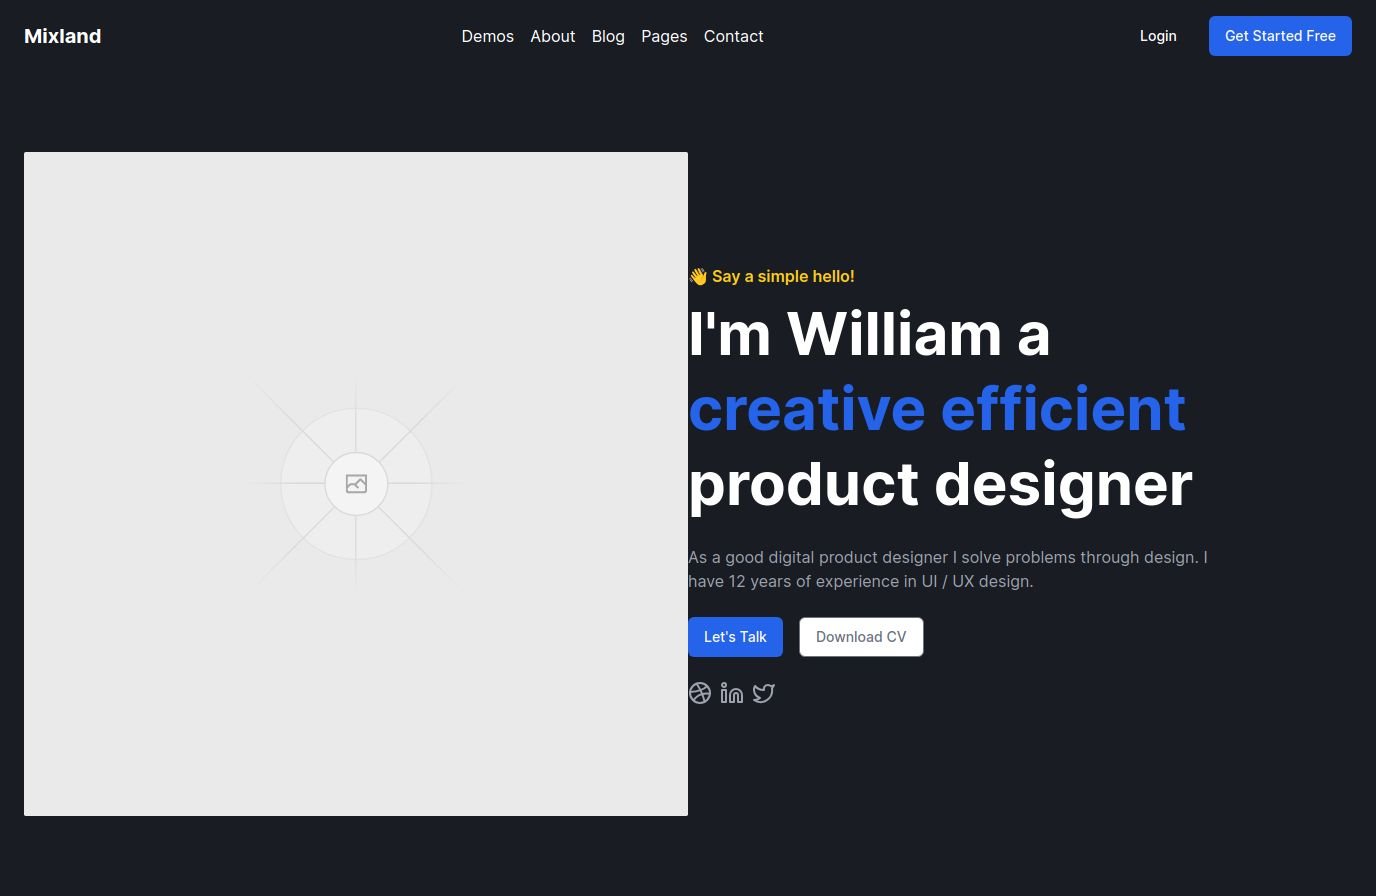 Mixland
Demos About Blog Pages Contact
Login
Get Started Free
👋 Say a simple hello!
I'm William a
creative efficient
product designer
As a good digital product designer I solve problems through design. I
have 12 years of experience in UI / UX design.
Let's Talk
Download CV